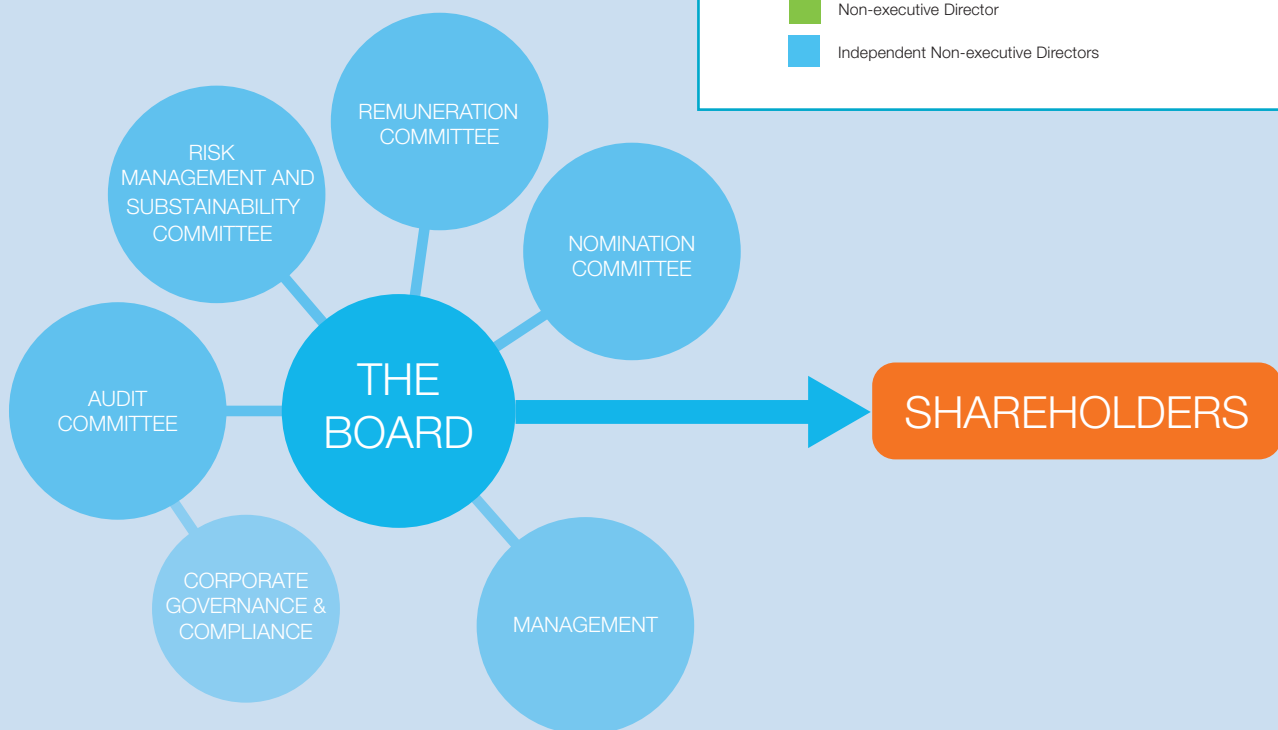 Non-executive Director
Independent Non-executive Directors
REMUNERATION
COMMITTEE
RISK
MANAGEMENT AND
SUBSTAINABILITY
COMMITTEE
NOMINATION
COMMITTEE
THE
BOARD
SHAREHOLDERS
AUDIT
COMMITTEE
CORPORATE
GOVERNANCE &
COMPLIANCE
MANAGEMENT